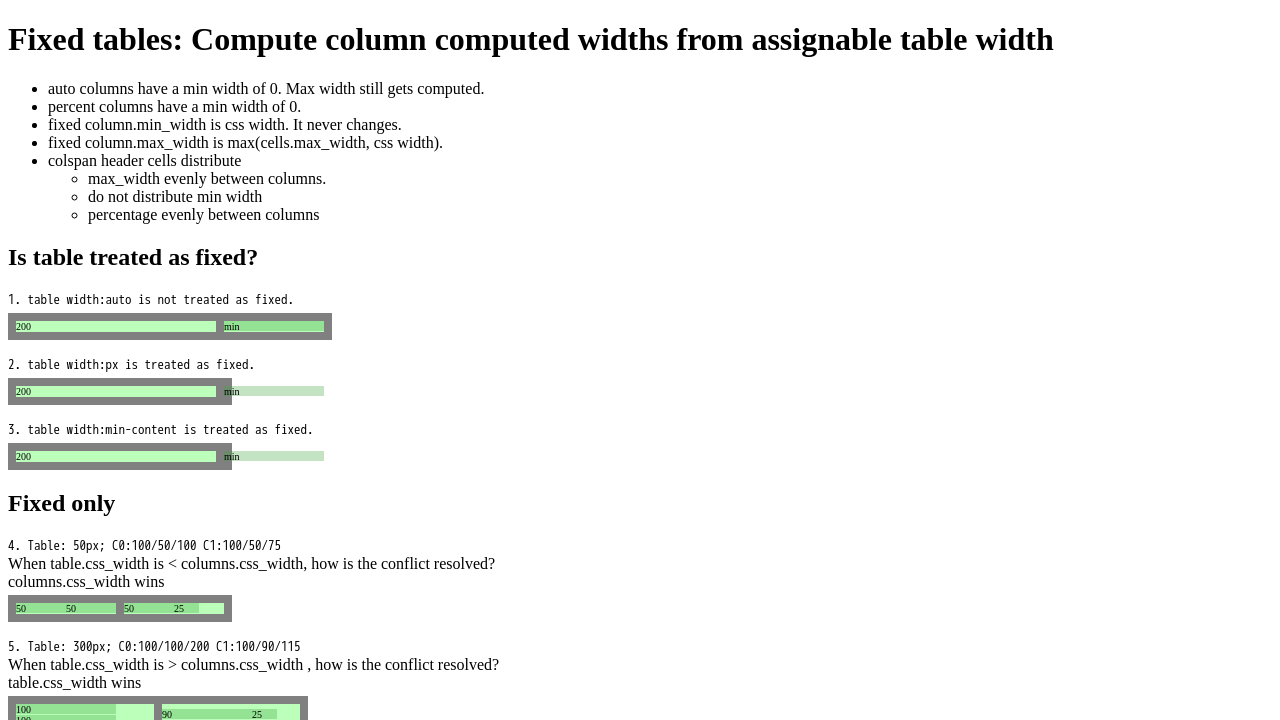 Fixed tables: Compute column computed widths from assignable table width
auto columns have a min width of 0. Max width still gets computed.
percent columns have a min width of 0.
fixed column.min_width is css width. It never changes.
fixed column.max_width is max(cells.max_width, css width).
colspan header cells distribute
max_width evenly between columns.
do not distribute min width
percentage evenly between columns
Is table treated as fixed?
1. table width:auto is not treated as fixed.
200 min
2. table width:px is treated as fixed.
200 min
3. table width:min-content is treated as fixed.
200 min
Fixed only
4. Table: 50px; C0:100/50/100 C1:100/50/75
When table.css_width is < columns.css_width, how is the conflict resolved?
columns.css_width wins
50 50 50 25
5. Table: 300px; C0:100/100/200 C1:100/90/115
When table.css_width is > columns.css_width , how is the conflict resolved?
table.css_width wins
100
90 25
100